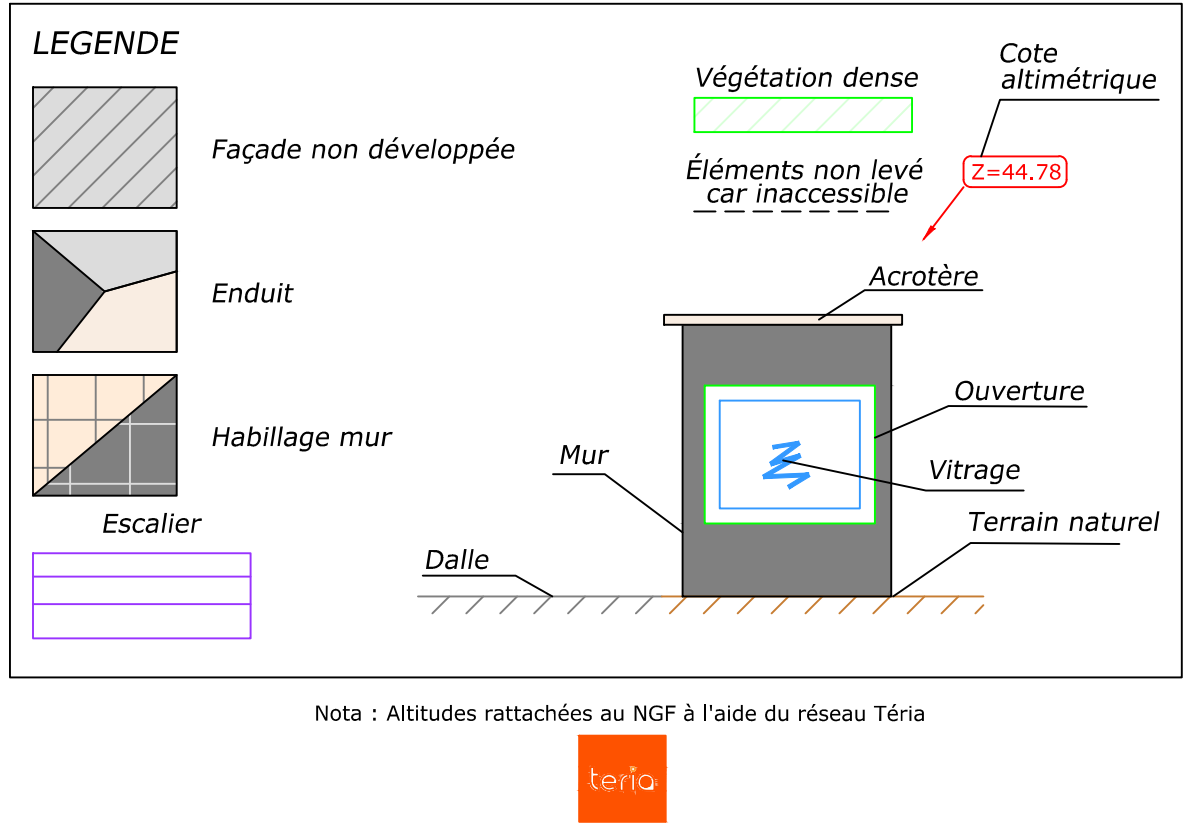 LEGENDE
Façade non développée
Enduit
Habillage mur
Escalier
Végétation dense
Éléments non levé
car inaccessible
Cote
altimétrique
Z=44.78
Acrotère
Ouverture
Mur
Vitrage
Terrain naturel
Dalle
Nota : Altitudes rattachées au NGF à l'aide du réseau Téria
teria